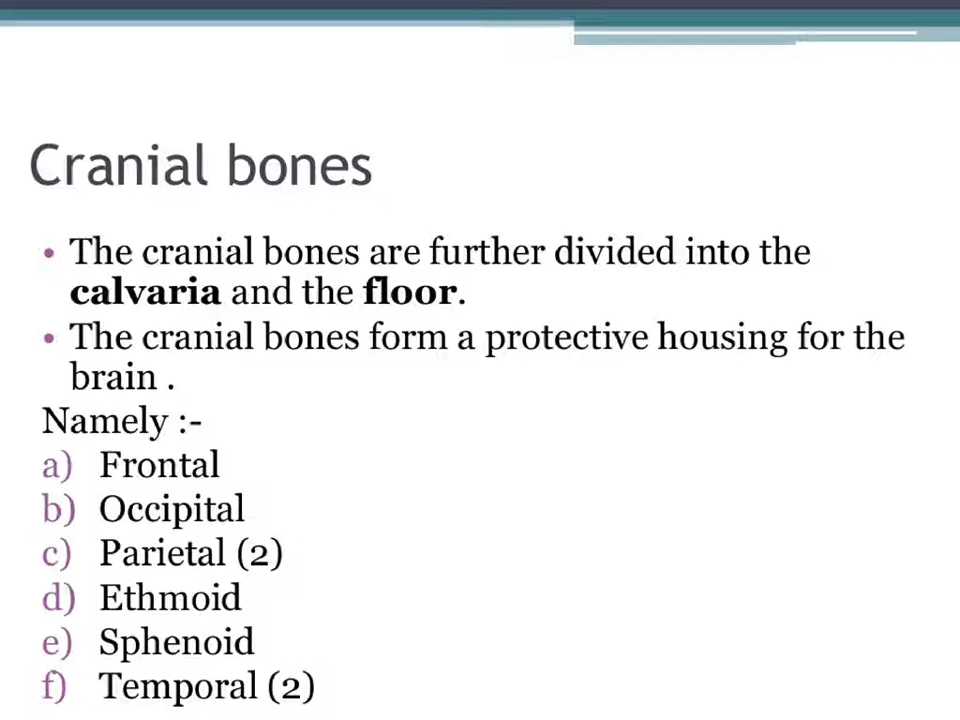 Cranial bones
• The cranial bones are further divided into the
calvaria and the floor.
• The cranial bones form a protective housing for the
brain .
Namely :-
a) Frontal
b) Occipital
c) Parietal (2)
d) Ethmoid
e) Sphenoid
f) Temporal (2)